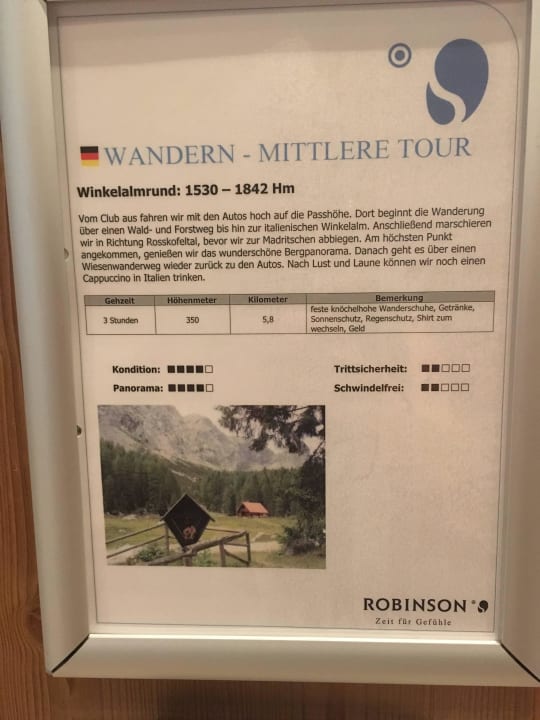 WANDERN - MITTLERE TOUR
Winkelalmrund: 1530 – 1842 Hm
Vom Club aus fahren wir mit den Autos hoch auf die Passhöhe. Dort beginnt die Wanderung
über einen Wald- und Forstweg bis hin zur italienischen Winkelalm. Anschließend marschieren
wir in Richtung Rosskofeltal, bevor wir zur Madritschen abbiegen. Am höchsten Punkt
angekommen, genießen wir das wunderschöne Bergpanorama. Danach geht es über einen
Wiesenwanderweg wieder zurück zu den Autos. Nach Lust und Laune können wir noch einen
Cappuccino in Italien trinken.
Gehzeit Höhenmeter Kilometer Bemerkung
3 Stunden 350 5,8 feste knöchelhohe Wanderschuhe, Getränke,
Sonnenschutz, Regenschutz, Shirt zum
wechseln, Geld
Kondition: ■■■■□ Trittsicherheit: ■■□□□
Panorama: ■■■■□ Schwindelfrei: ■■□□□
ROBINSON
Zeit für Gefühle